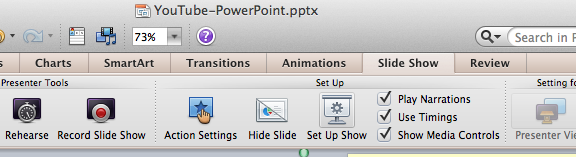 YouTube-PowerPoint.pptx
73%
Search in P
s Charts SmartArt Transitions Animations Slide Show Review
Presenter Tools Set Up Setting fo
Play Narrations
Use Timings
Rehearse Record Slide Show Action Settings Hide Slide Set Up Show Show Media Controls Presenter Vie